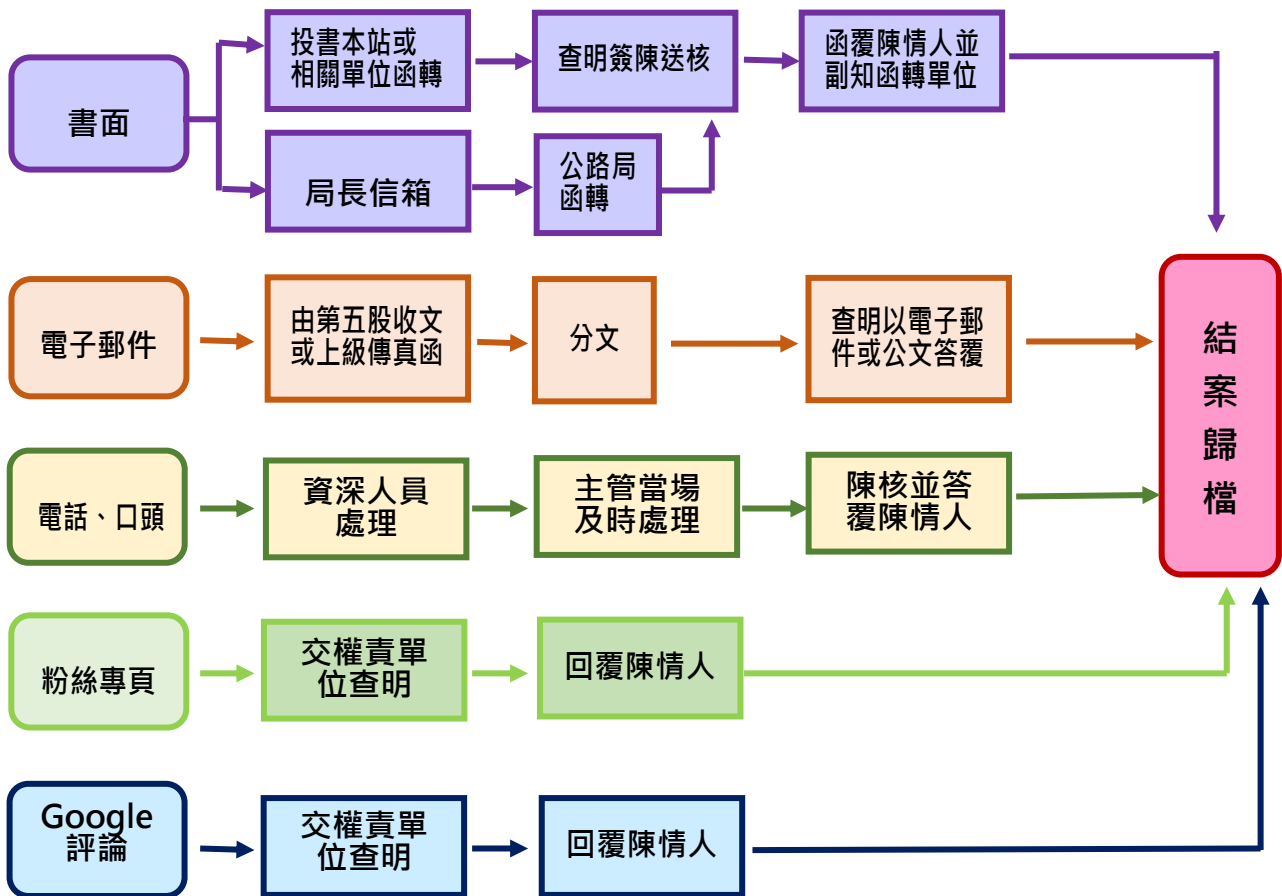 書面
投書本站或
相關單位函轉
查明簽陳送核
函覆陳情人並
副知函轉單位
局長信箱
公路局
函轉
電子郵件
由第五股收文
或上級傳真函
分文
查明以電子郵
件或公文答覆
電話、口頭
資深人員
處理
主管當場
及時處理
陳核並答
覆陳情人
粉絲專頁
交權責單
位查明
回覆陳情人
Google
評論
交權責單
位查明
回覆陳情人
結
案
歸
檔